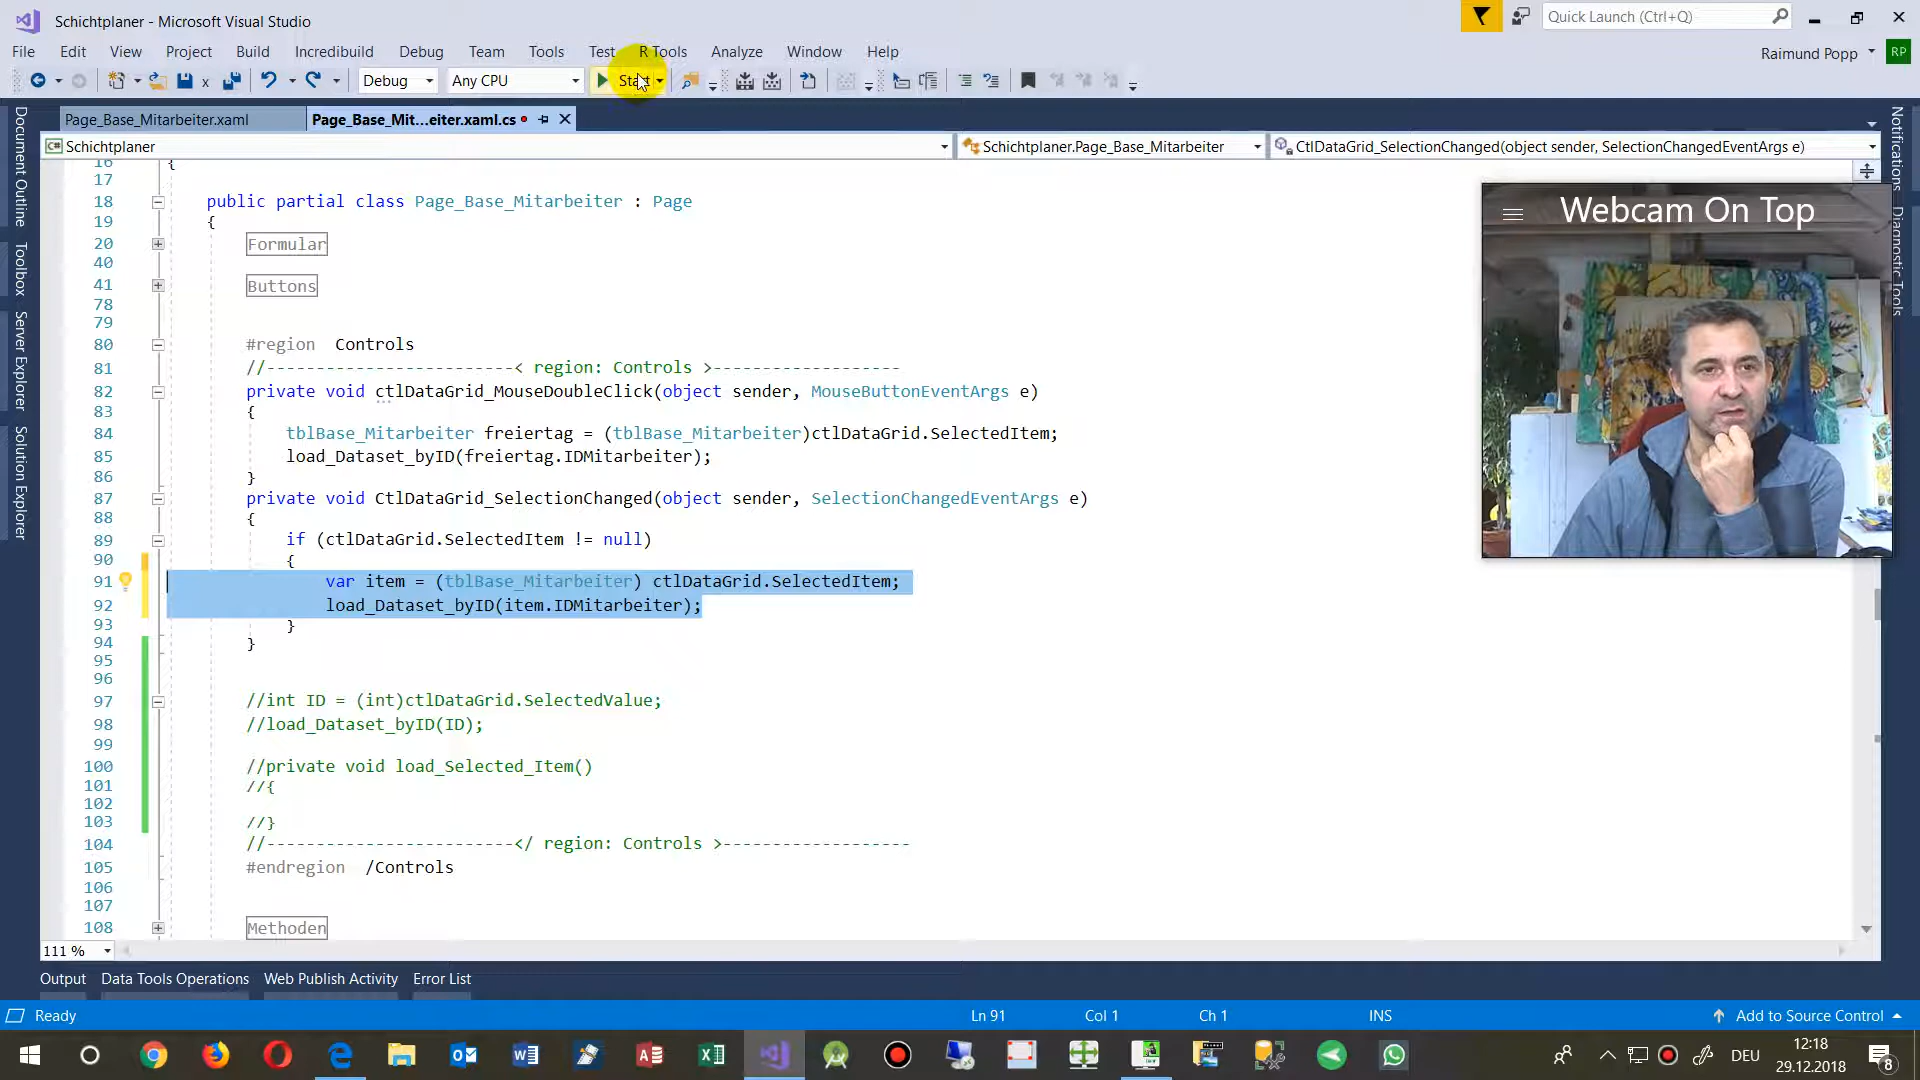 Schichtplaner - Microsoft Visual Studio
Quick Launch (Ctrl+Q)
File Edit View Project Build Incredibuild Debug Team Tools Test R Tools Analyze Window Help
Raimund Popp RP
Debug Any CPU Start
Page_Base_Mitarbeiter.xaml Page_Base_Mit...eiter.xaml.cs
Schichtplaner Schichtplaner.Page_Base_Mitarbeiter CtlDataGrid_SelectionChanged(object sender, SelectionChangedEventArgs e)
Document Outline
Toolbox
Server Explorer
Solution Explorer
Notifications
Diagnostic Tools
Webcam On Top
16 {
17
18 public partial class Page_Base_Mitarbeiter : Page
19 {
20 Formular
40
41 Buttons
78
79
80 #region Controls
81 //-------------------------< region: Controls >-------------------
82 private void ctlDataGrid_MouseDoubleClick(object sender, MouseButtonEventArgs e)
83 {
84 tblBase_Mitarbeiter freiertag = (tblBase_Mitarbeiter)ctlDataGrid.SelectedItem;
85 load_Dataset_byID(freiertag.IDMitarbeiter);
86 }
87 private void CtlDataGrid_SelectionChanged(object sender, SelectionChangedEventArgs e)
88 {
89 if (ctlDataGrid.SelectedItem != null)
90 {
91 var item = (tblBase_Mitarbeiter) ctlDataGrid.SelectedItem;
92 load_Dataset_byID(item.IDMitarbeiter);
93 }
94 }
95
96
97 //int ID = (int)ctlDataGrid.SelectedValue;
98 //load_Dataset_byID(ID);
99
100 //private void load_Selected_Item()
101 //{
102
103 //}
104 //-------------------------</ region: Controls >-------------------
105 #endregion /Controls
106
107
108 Methoden
111 %
Output Data Tools Operations Web Publish Activity Error List
Ready Ln 91 Col 1 Ch 1 INS Add to Source Control
DEU 12:18
29.12.2018 8